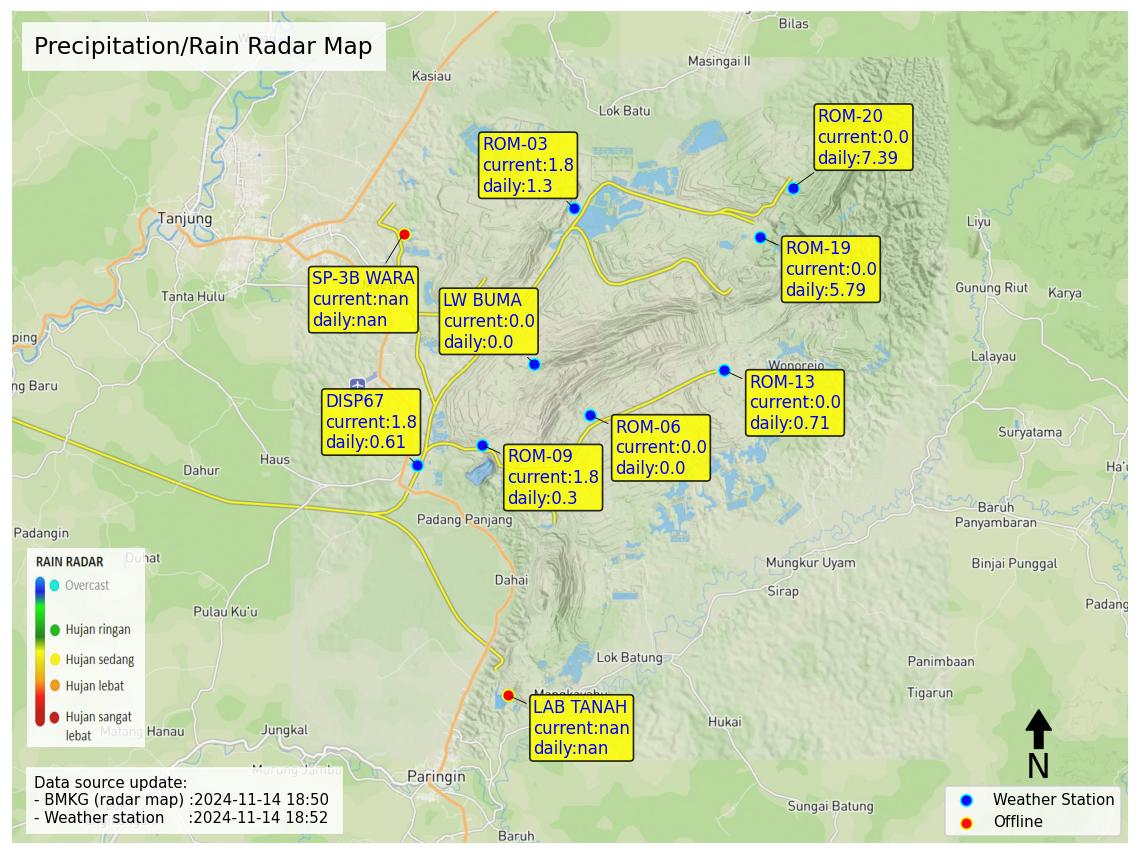 Precipitation/Rain Radar Map
Bilas
Masingai II
Kasiau
Lok Batu
ROM-20
current:0.0
daily:7.39
ROM-03
current:1.8
daily:1.3
Tanjung
Liyu
ROM-19
current:0.0
daily:5.79
SP-3B WARA
current:nan
daily:nan
Tanta Hulu
LW BUMA
current:0.0
daily:0.0
Gunung Riut
Karya
ping
Lalayau
ng Baru
Wonorejo
ROM-13
current:0.0
daily:0.71
DISP67
current:1.8
daily:0.61
ROM-06
current:0.0
daily:0.0
Suryatama
ROM-09
current:1.8
daily:0.3
Haus
Dahur
Ha'u
Baruh
Panyambaran
Padang Panjang
Padangin
Duhat
Mungkur Uyam
Binjai Punggal
Dahai
Sirap
Padang
Pulau Ku'u
RAIN RADAR
Overcast
Hujan ringan
Hujan sedang
Hujan lebat
Hujan sangat
lebat
Lok Batung
Panimbaan
Tigarun
Mangkayahu
LAB TANAH
current:nan
daily:nan
Hukai
Matang Hanau
Jungkal
Murung Jambu
Paringin
N
Data source update:
- BMKG (radar map) :2024-11-14 18:50
- Weather station :2024-11-14 18:52
Sungai Batung
Baruh
Weather Station
Offline